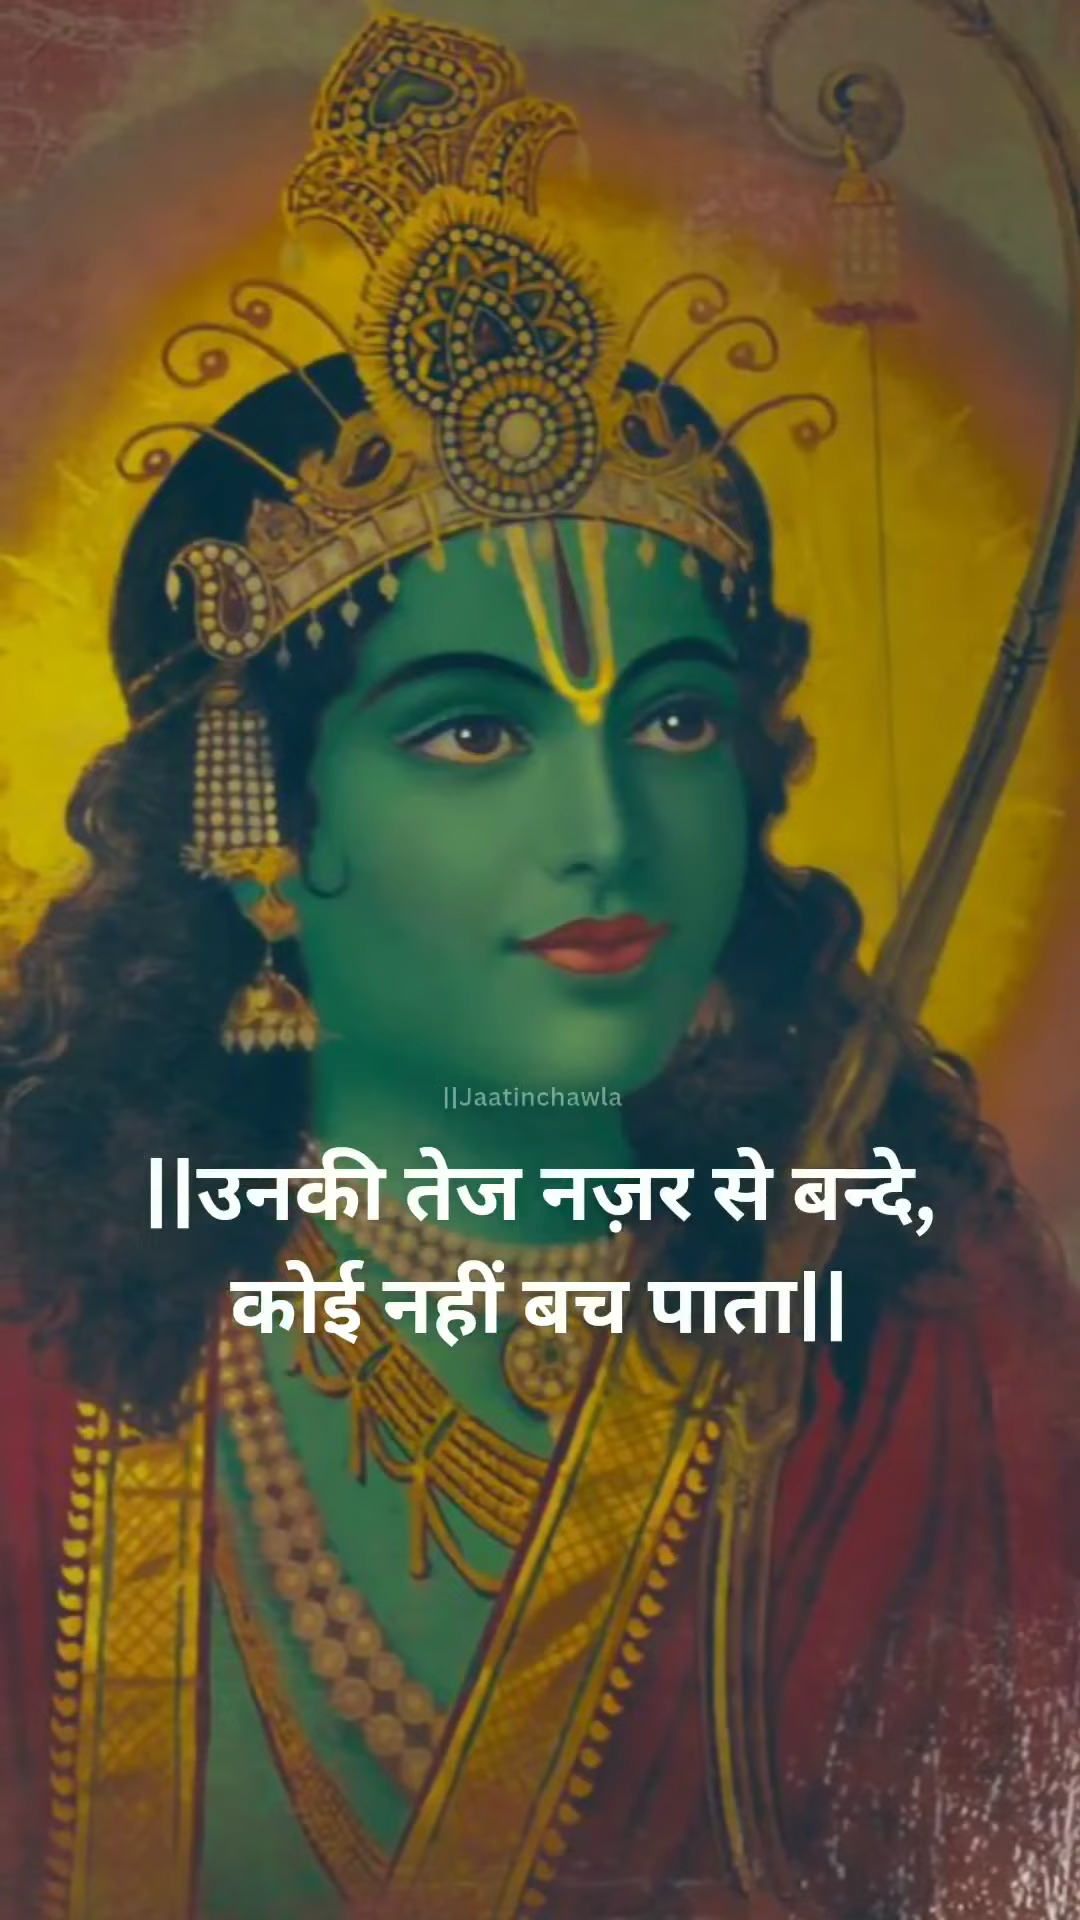 ||Jaatinchawla
||उनकी तेज नज़र से बन्दे,
कोई नहीं बच पाता||